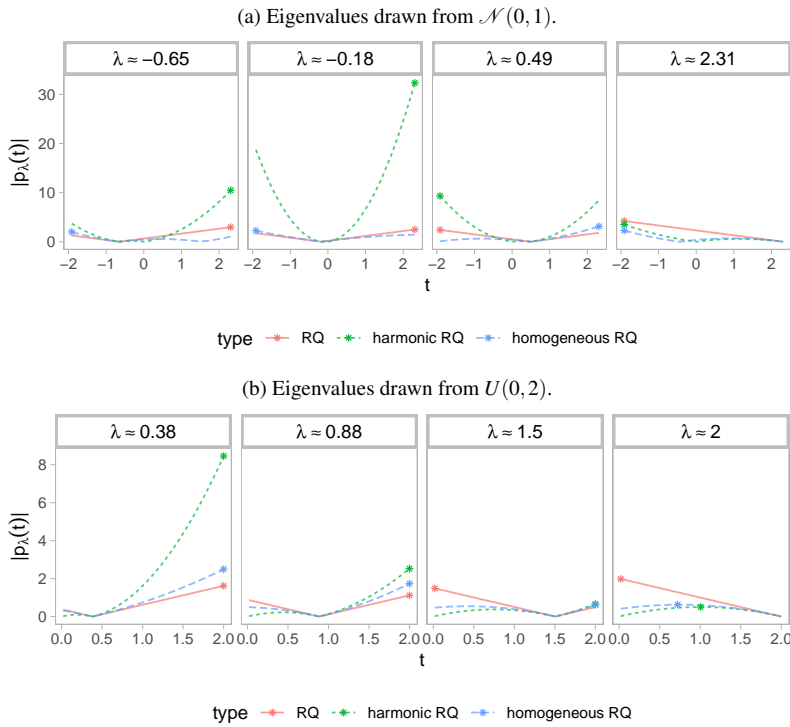 (a) Eigenvalues drawn from 𝒩(0,1).
λ ≈ −0.65
λ ≈ −0.18
λ ≈ 0.49
λ ≈ 2.31
|pλ(t)|
30
20
10
0
−2 −1 0 1 2
−2 −1 0 1 2
−2 −1 0 1 2
−2 −1 0 1 2
t
type RQ harmonic RQ homogeneous RQ
(b) Eigenvalues drawn from U(0,2).
λ ≈ 0.38
λ ≈ 0.88
λ ≈ 1.5
λ ≈ 2
|pλ(t)|
8
6
4
2
0
0.0 0.5 1.0 1.5 2.0
0.0 0.5 1.0 1.5 2.0
0.0 0.5 1.0 1.5 2.0
0.0 0.5 1.0 1.5 2.0
t
type RQ harmonic RQ homogeneous RQ